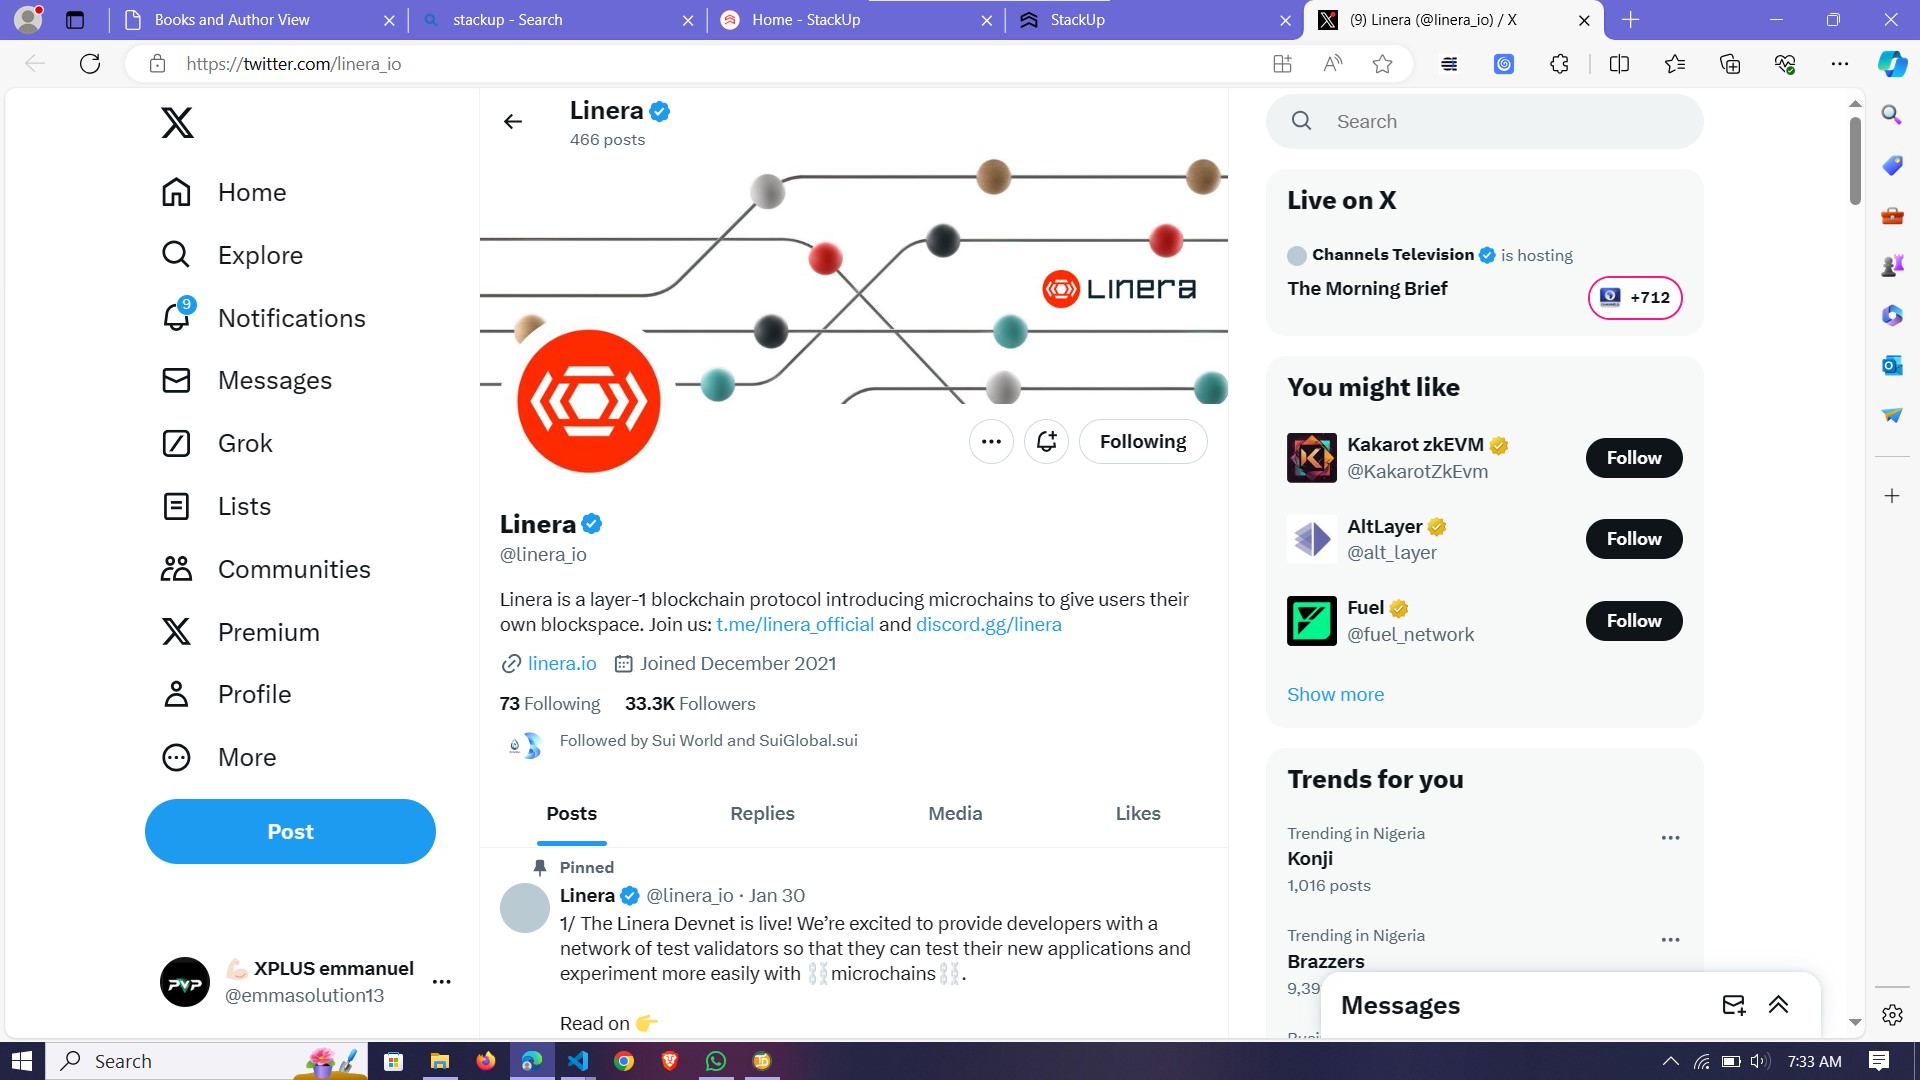 Books and Author View
stackup - Search
Home - StackUp
StackUp
(9) Linera (@linera_io) / X
https://twitter.com/linera_io
Home
Explore
9
Notifications
Messages
Grok
Lists
Communities
Premium
Profile
More
Post
XPLUS emmanuel
@emmasolution13
Linera
466 posts
LINERA
Following
Linera
@linera_io
Linera is a layer-1 blockchain protocol introducing microchains to give users their
own blockspace. Join us: t.me/linera_official and discord.gg/linera
linera.io Joined December 2021
73 Following 33.3K Followers
Followed by Sui World and SuiGlobal.sui
Posts Replies Media Likes
Pinned
Linera @linera_io · Jan 30
1/ The Linera Devnet is live! We’re excited to provide developers with a
network of test validators so that they can test their new applications and
experiment more easily with ⛓️microchains⛓️.
Read on 👉
Search
Live on X
Channels Television is hosting
The Morning Brief
+712
You might like
Kakarot zkEVM
@KakarotZkEvm
Follow
AltLayer
@alt_layer
Follow
Fuel
@fuel_network
Follow
Show more
Trends for you
Trending in Nigeria
Konji
1,016 posts
Trending in Nigeria
Brazzers
9,39
Messages
Search
7:33 AM